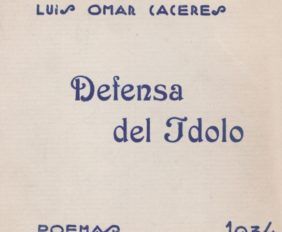 LUIS OMAR CACERES
Defensa
del Idolo
POEMAS 1934